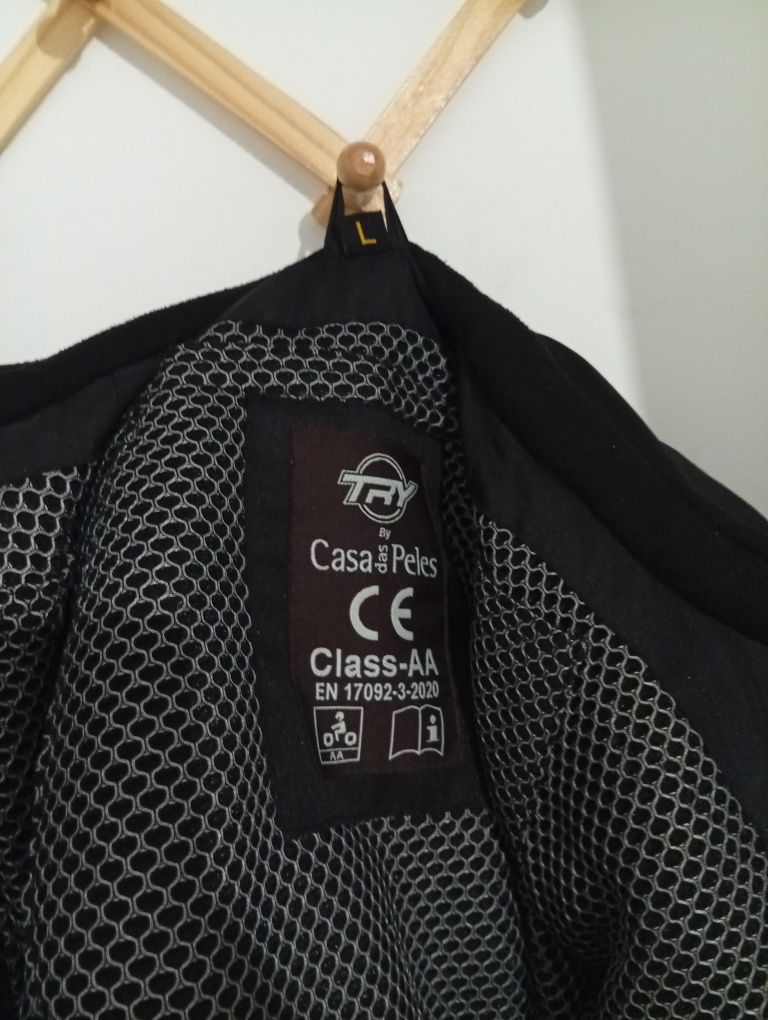 L
TRY
By
Casa das Peles
CE
Class-AA
EN 17092-3-2020
AA
i